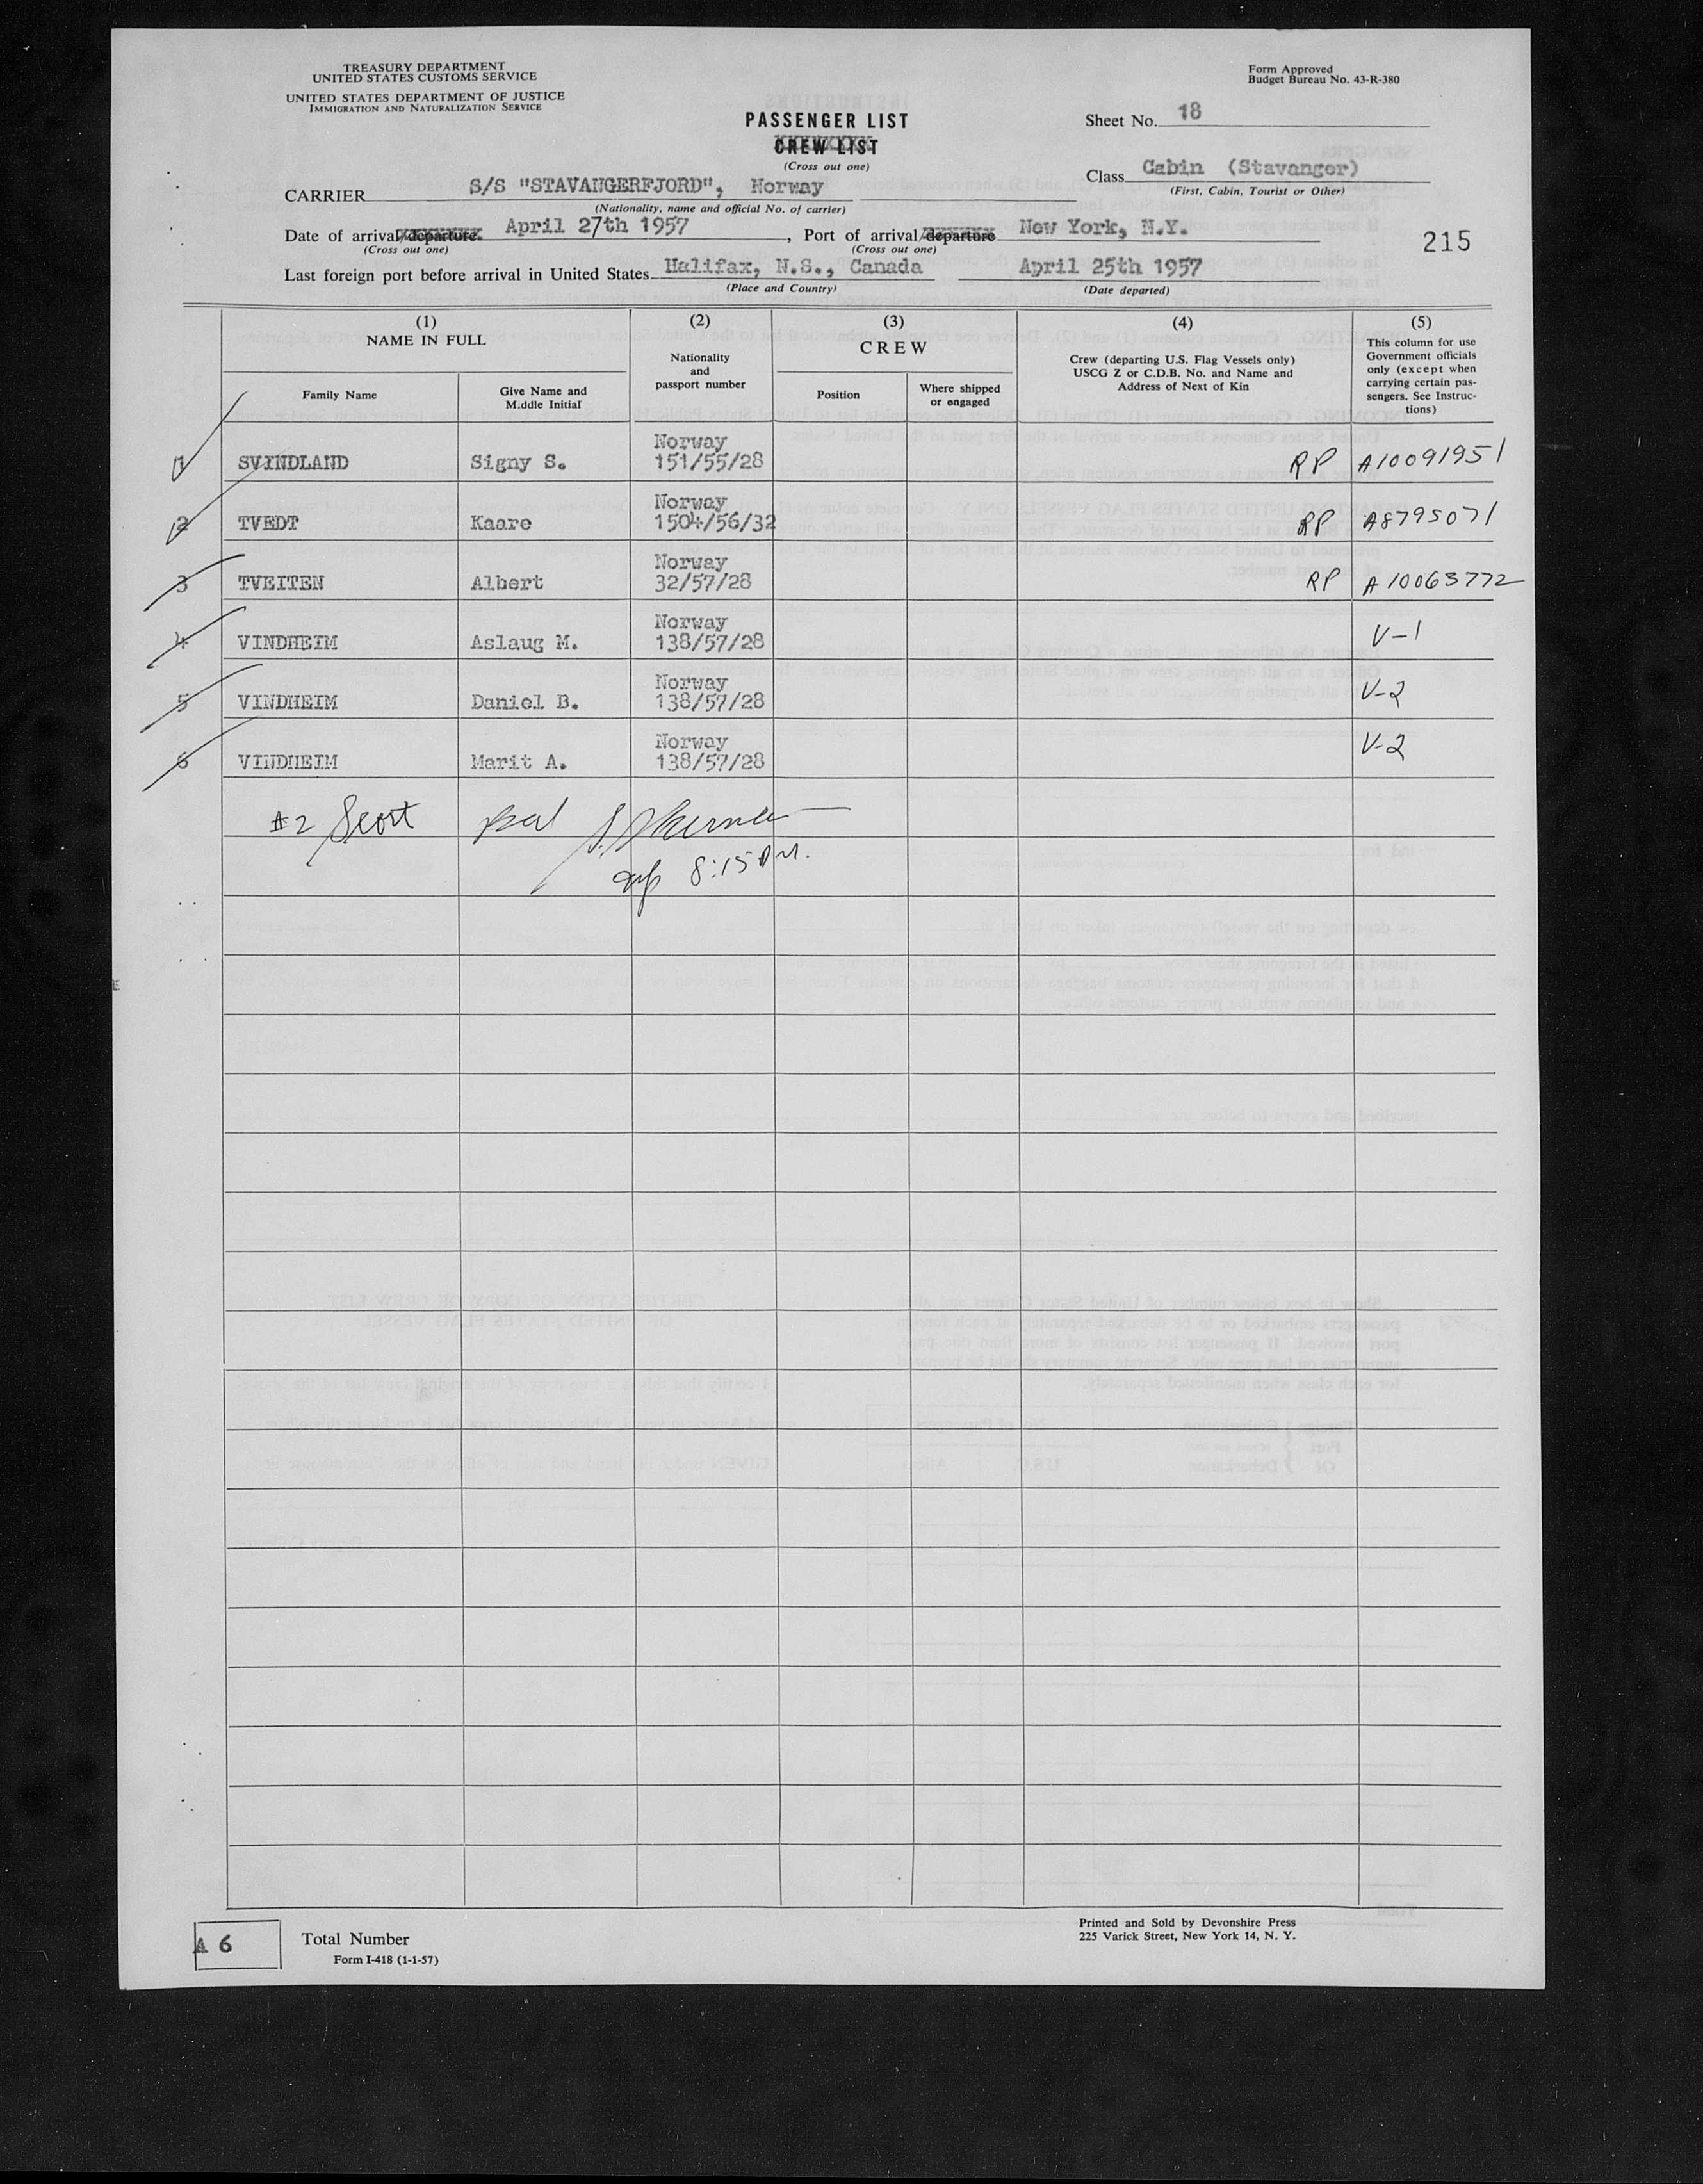 TREASURY DEPARTMENT
UNITED STATES CUSTOMS SERVICE
UNITED STATES DEPARTMENT OF JUSTICE
IMMIGRATION AND NATURALIZATION SERVICE
Form Approved
Budget Bureau No. 43-R-380
PASSENGER LIST
CREW LIST
(Cross out one)
Sheet No. 18
Class Cabin (Stavanger)
(First, Cabin, Tourist or Other)
CARRIER S/S "STAVANGERFJORD", Norway
(Nationality, name and official No. of carrier)
Date of arrival/departure April 27th 1957, Port of arrival/departure New York, N.Y.
(Cross out one) (Cross out one)
215
Last foreign port before arrival in United States Halifax, N.S., Canada April 25th 1957
(Place and Country) (Date departed)
(1) (2) (3) (4) (5)
NAME IN FULL
Family Name
Give Name and
Middle Initial
Nationality
and
passport number
CREW
Position
Where shipped
or engaged
Crew (departing U.S. Flag Vessels only)
USCG Z or C.D.B. No. and Name and
Address of Next of Kin
This column for use
Government officials
only (except when
carrying certain pas-
sengers. See Instruc-
tions)
Norway
1 SVINDLAND Signy S. 151/55/28 RP A10091951
Norway
2 TVEDT Kaare 1504/56/32 RP A8795071
Norway
3 TVEITEN Albert 32/57/28 RP A10063772
Norway
4 VINDHEIM Aslaug M. 138/57/28 V-1
Norway
5 VINDHEIM Daniel B. 138/57/28 V-2
Norway
6 VINDHEIM Marit A. 138/57/28 V-2
#2
8:15 PM.
A 6
Total Number
Form I-418 (1-1-57)
Printed and Sold by Devonshire Press
225 Varick Street, New York 14, N. Y.